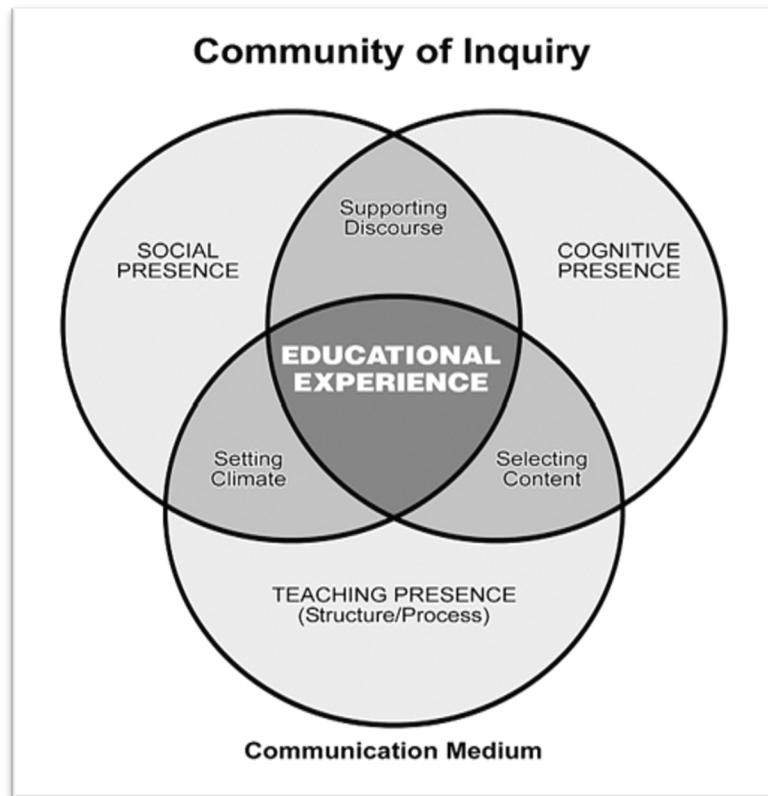 Community of Inquiry
Supporting
Discourse
SOCIAL
PRESENCE
COGNITIVE
PRESENCE
EDUCATIONAL
EXPERIENCE
Setting
Climate
Selecting
Content
TEACHING PRESENCE
(Structure/Process)
Communication Medium